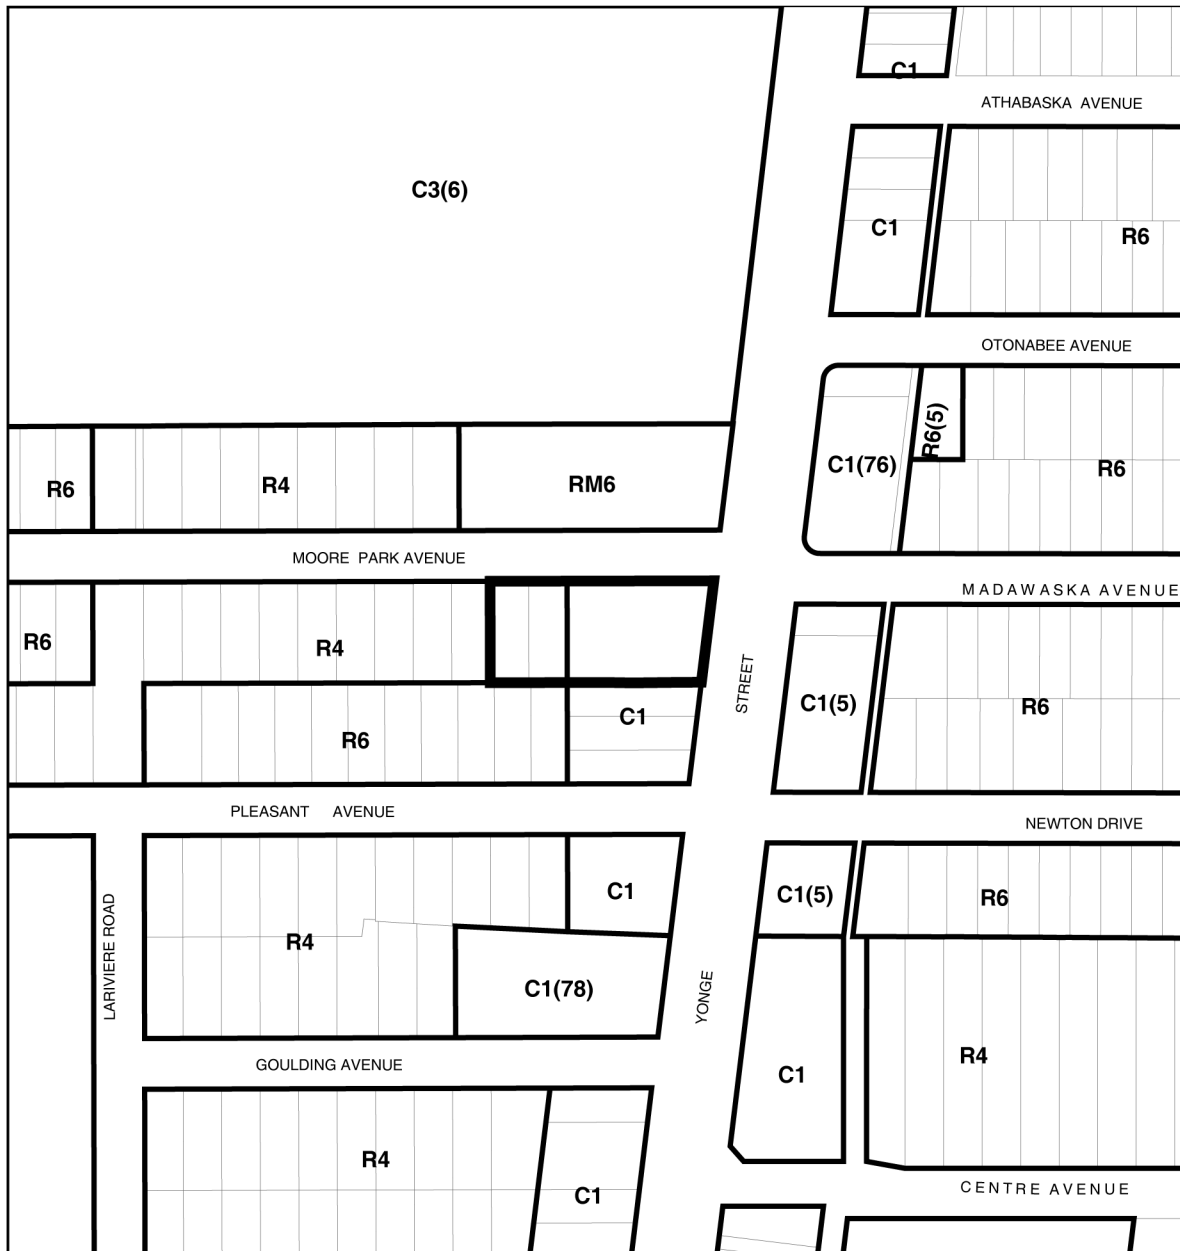 C1
ATHABASKA AVENUE
C3(6)
C1
R6
OTONABEE AVENUE
R6(5)
C1(76)
R6
R6
R4
RM6
MOORE PARK AVENUE
MADAWASKA AVENUE
R6
R4
STREET
C1(5)
R6
C1
R6
PLEASANT AVENUE
NEWTON DRIVE
C1
C1(5)
R6
LARIVIERE ROAD
R4
C1(78)
YONGE
GOULDING AVENUE
C1
R4
R4
C1
CENTRE AVENUE